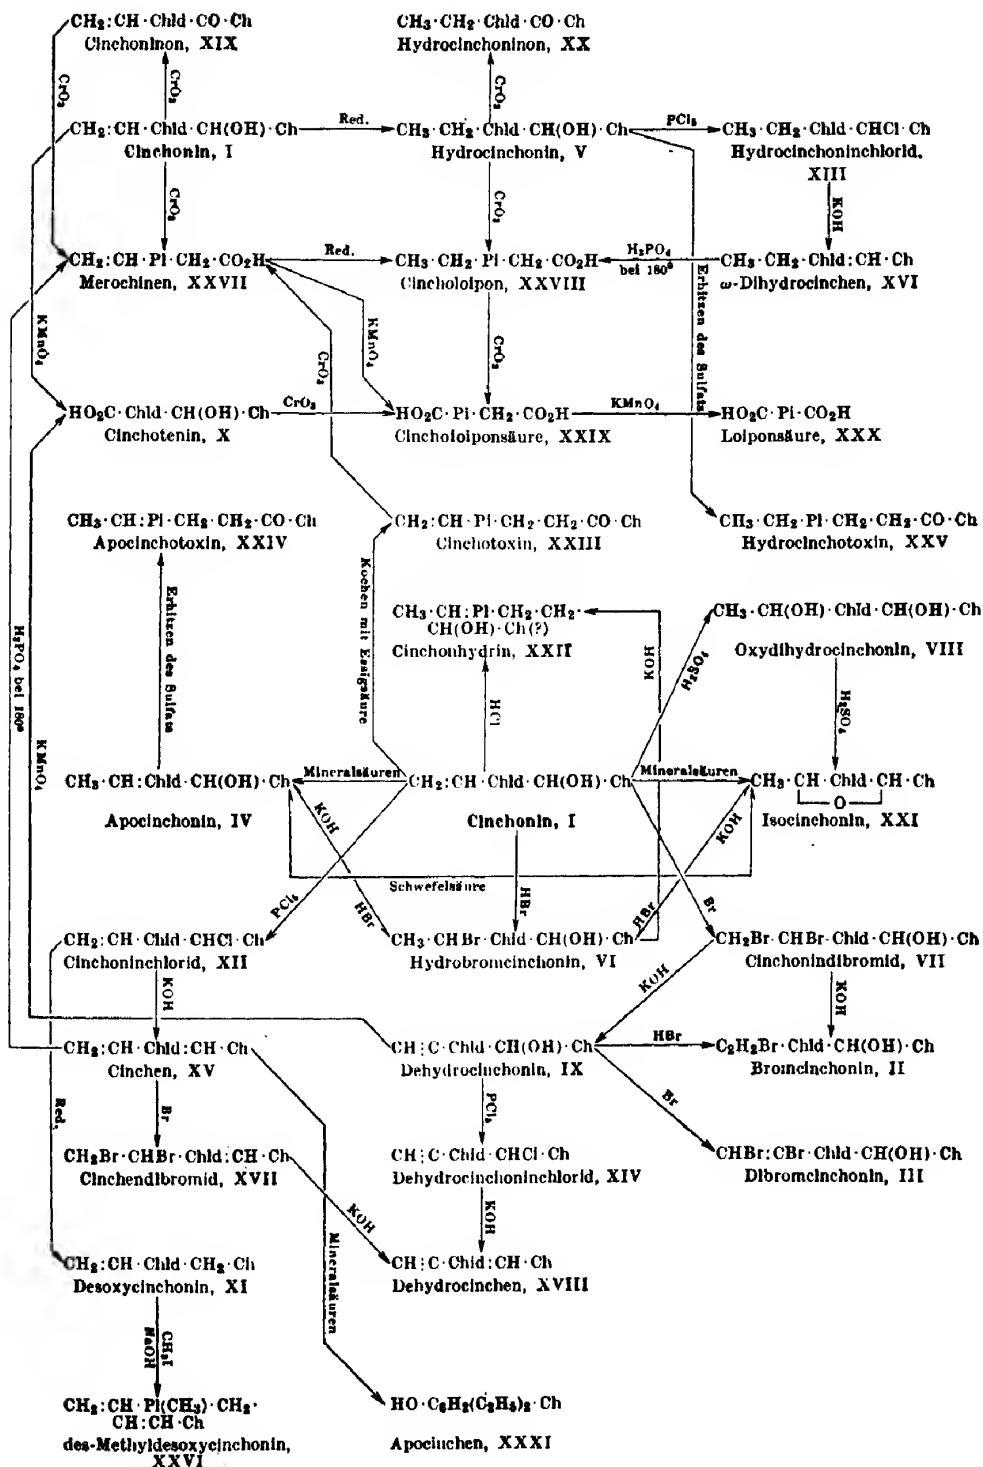 CH₂:CH·Chld·CO·Ch
Cinchoninon, XIX
CH₃·CH₂·Chld·CO·Ch
Hydrocinchoninon, XX
CrO₃
CrO₃
CrO₃
CH₂:CH·Chld·CH(OH)·Ch
Cinchonin, I
Red.
CH₃·CH₂·Chld·CH(OH)·Ch
Hydrocinchonin, V
PCl₅
CH₃·CH₂·Chld·CHCl·Ch
Hydrocinchoninchlorid,
XIII
CrO₃
CrO₃
KOH
CH₂:CH·Pl·CH₂·CO₂H
Merochinen, XXVII
Red.
CH₃·CH₂·Pl·CH₂·CO₂H
Cincholoipon, XXVIII
H₂PO₄
bei 180°
CH₃·CH₂·Chld:CH·Ch
ω-Dihydrocinchen, XVI
KMnO₄
CrO₃
KMnO₄
CrO₃
Erhitzen des Sulfats
HO₂C·Chld·CH(OH)·Ch
Cinchotenin, X
CrO₃
HO₂C·Pl·CH₂·CO₂H
Cincholoiponsäure, XXIX
KMnO₄
HO₂C·Pl·CO₂H
Loiponsäure, XXX
CH₃·CH:Pl·CH₂·CH₂·CO·Ch
Apocinchotoxin, XXIV
CH₂:CH·Pl·CH₂·CH₂·CO·Ch
Cinchotoxin, XXIII
CH₃·CH₂·Pl·CH₂·CH₂·CO·Ch
Hydrocinchotoxin, XXV
Erhitzen des Sulfats
Kochen mit Essigsäure
CH₃·CH:Pl·CH₂·CH₂·
CH(OH)·Ch(?)
Cinchonhydrin, XXII
KOH
H₂SO₄
CH₃·CH(OH)·Chld·CH(OH)·Ch
Oxydihydrocinchonin, VIII
H₂PO₄ bei 180°
KMnO₄
HCl
H₂SO₄
CH₃·CH:Chld·CH(OH)·Ch
Apocinchonin, IV
Mineralsäuren
CH₂:CH·Chld·CH(OH)·Ch
Cinchonin, I
Mineralsäuren
CH₃·CH·Chld·CH·Ch
O
Isocinchonin, XXI
KOH
HBr
Schwefelsäure
HBr
HBr
KOH
Br
PCl₅
CH₂:CH·Chld·CHCl·Ch
Cinchoninchlorid, XII
CH₃·CHBr·Chld·CH(OH)·Ch
Hydrobromcinchonin, VI
CH₂Br·CHBr·Chld·CH(OH)·Ch
Cinchonindibromid, VII
KOH
KOH
KOH
CH₂:CH·Chld:CH·Ch
Cinchen, XV
CH⋮C·Chld·CH(OH)·Ch
Dehydrocinchonin, IX
HBr
C₂H₂Br·Chld·CH(OH)·Ch
Bromcinchonin, II
Red.
Br
PCl₅
Br
CH₂Br·CHBr·Chld:CH·Ch
Cinchendibromid, XVII
CH⋮C·Chld·CHCl·Ch
Dehydrocinchoninchlorid, XIV
CHBr:CBr·Chld·CH(OH)·Ch
Dibromcinchonin, III
KOH
KOH
Mineralsäuren
CH₂:CH·Chld·CH₂·Ch
Desoxycinchonin, XI
CH⋮C·Chld:CH·Ch
Dehydrocinchen, XVIII
CH₃I
NaOH
CH₂:CH·Pl(CH₃)·CH₂·
CH:CH·Ch
des-Methyldesoxycinchonin,
XXVI
HO·C₆H₂(C₂H₅)₂·Ch
Apocinchen, XXXI